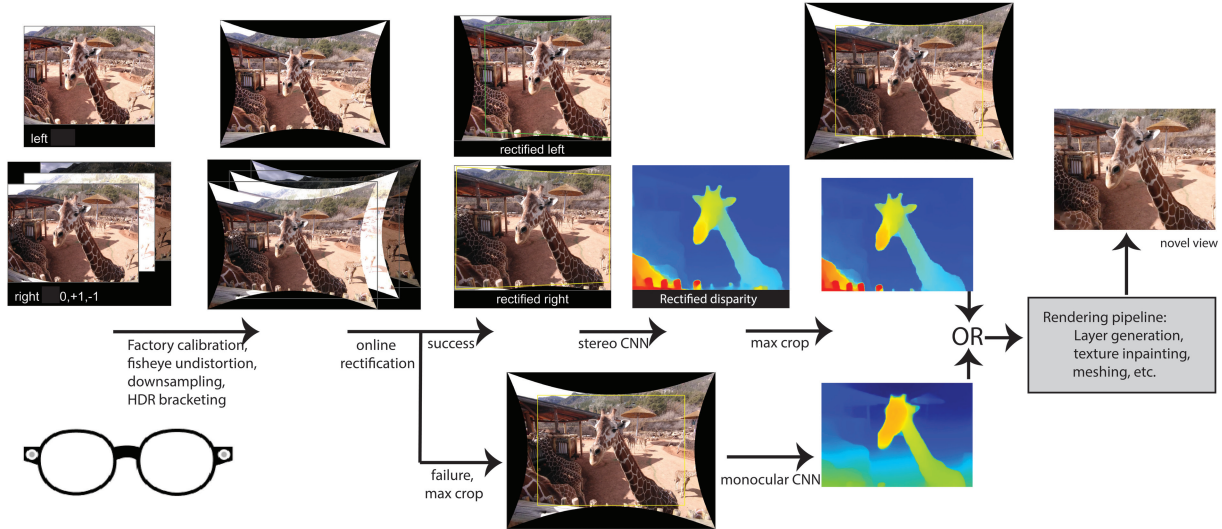 left
right 0,+1,-1
rectified left
rectified right
Rectified disparity
novel view
Factory calibration,
fisheye undistortion,
downsampling,
HDR bracketing
online
rectification
success
stereo CNN
max crop
OR
Rendering pipeline:
Layer generation,
texture inpainting,
meshing, etc.
failure,
max crop
monocular CNN